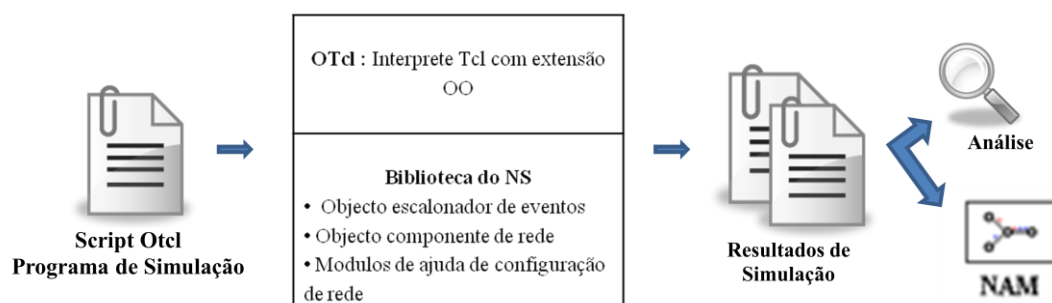 Script Otcl
Programa de Simulação
OTcl : Interprete Tcl com extensão
OO
Biblioteca do NS
• Objecto escalonador de eventos
• Objecto componente de rede
• Modulos de ajuda de configuração
de rede
Resultados de
Simulação
Análise
NAM